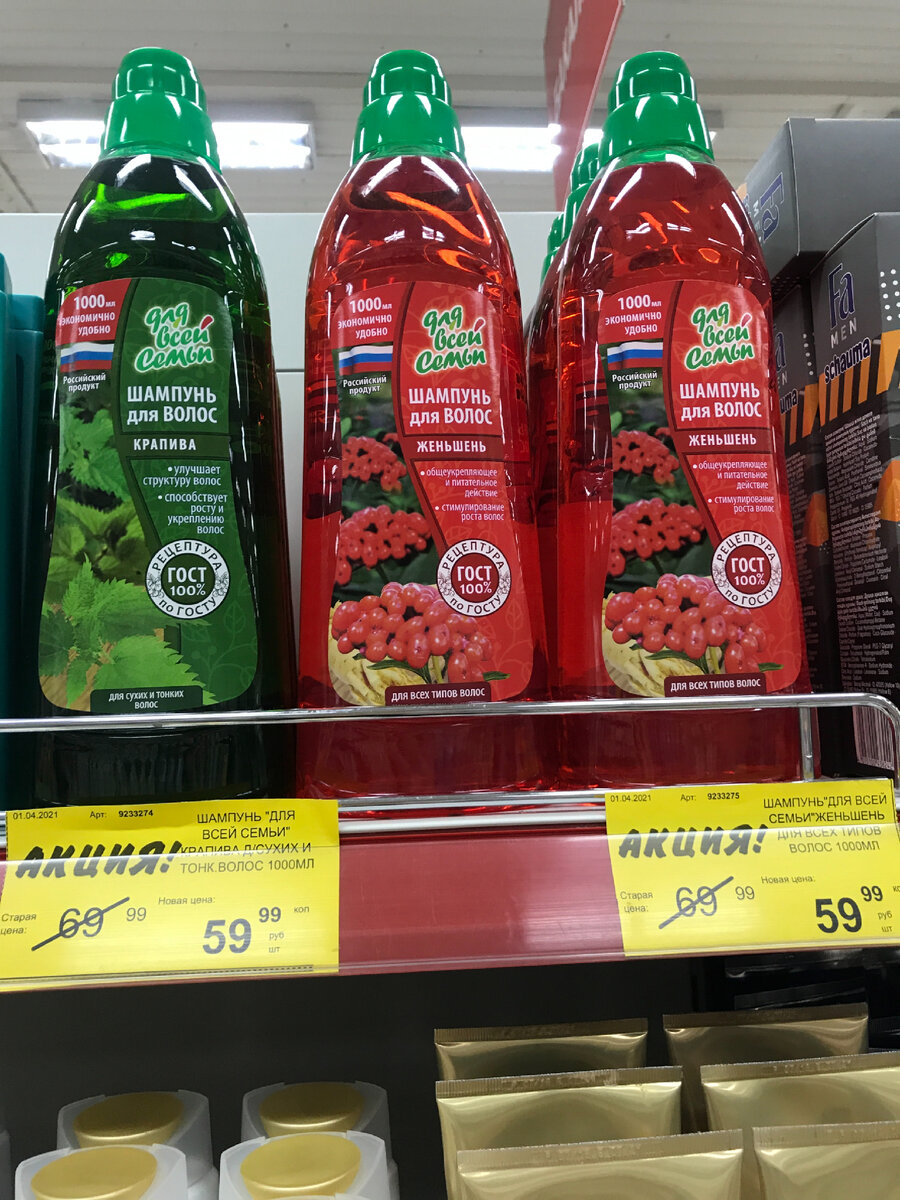 1000 мл
ЭКОНОМИЧНО
УДОБНО
Российский
продукт
для
всей
Семьи
ШАМПУНЬ
для ВОЛОС
КРАПИВА
• улучшает
структуру волос
• способствует
росту и
укреплению
волос
РЕЦЕПТУРА
ГОСТ
100%
ПО ГОСТУ
ДЛЯ СУХИХ И ТОНКИХ
ВОЛОС
1000 мл
ЭКОНОМИЧНО
УДОБНО
Российский
продукт
для
всей
Семьи
ШАМПУНЬ
для ВОЛОС
ЖЕНЬШЕНЬ
• общеукрепляющее
и питательное
действие
• стимулирование
роста волос
РЕЦЕПТУРА
ГОСТ
100%
ПО ГОСТУ
ДЛЯ ВСЕХ ТИПОВ ВОЛОС
1000 мл
ЭКОНОМИЧНО
УДОБНО
Российский
продукт
для
всей
Семьи
ШАМПУНЬ
для ВОЛОС
ЖЕНЬШЕНЬ
• общеукрепляющее
и питательное
действие
• стимулирование
роста волос
РЕЦЕПТУРА
ГОСТ
100%
ПО ГОСТУ
ДЛЯ ВСЕХ ТИПОВ ВОЛОС
Fa
MEN
schauma
01.04.2021 Арт: 9233274
ШАМПУНЬ "ДЛЯ
ВСЕЙ СЕМЬИ"
АКЦИЯ! КРАПИВА Д/СУХИХ И
ТОНК.ВОЛОС 1000МЛ
Старая
цена:
69 99
Новая цена:
59 99 коп
руб
шт
01.04.2021 Арт: 9233275
ШАМПУНЬ"ДЛЯ ВСЕЙ
СЕМЬИ"ЖЕНЬШЕНЬ
АКЦИЯ! ДЛЯ ВСЕХ ТИПОВ
ВОЛОС 1000МЛ
Старая
цена:
69 99
Новая цена:
59 99 коп
руб
шт